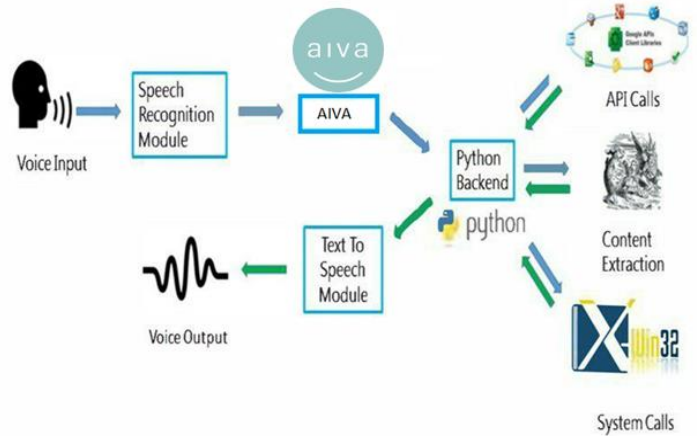 aiva
Google APIs
Client Libraries
Speech
Recognition
Module
AIVA
API Calls
Voice Input
Python
Backend
python
Text To
Speech
Module
Content
Extraction
Voice Output
X-Win32
System Calls